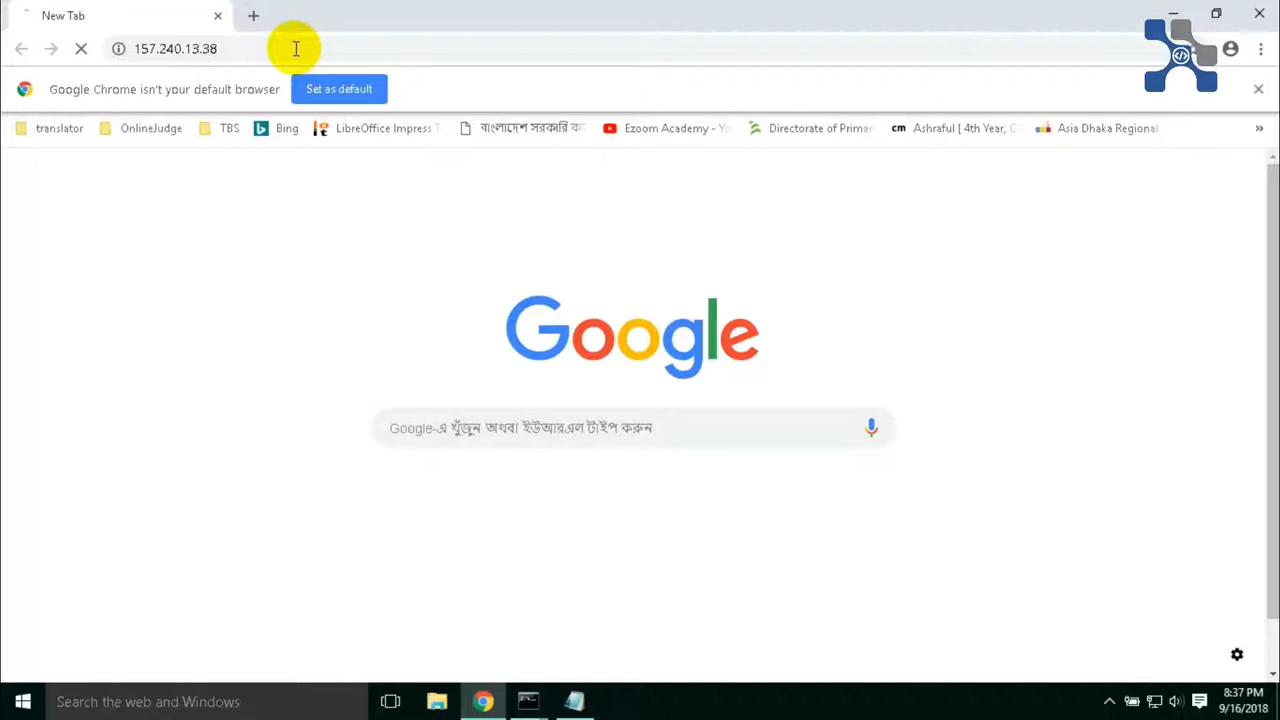 New Tab
157.240.13.38
Google Chrome isn't your default browser
Set as default
translator
OnlineJudge
TBS
Bing
LibreOffice Impress T
বাংলাদেশ সরকারি ক
Ezoom Academy - Yo
Directorate of Primar
cm
Ashraful [ 4th Year, C
Asia Dhaka Regional
»
Google
Google-এ খুঁজুন অথবা ইউআরএল টাইপ করুন
Search the web and Windows
8:37 PM
9/16/2018